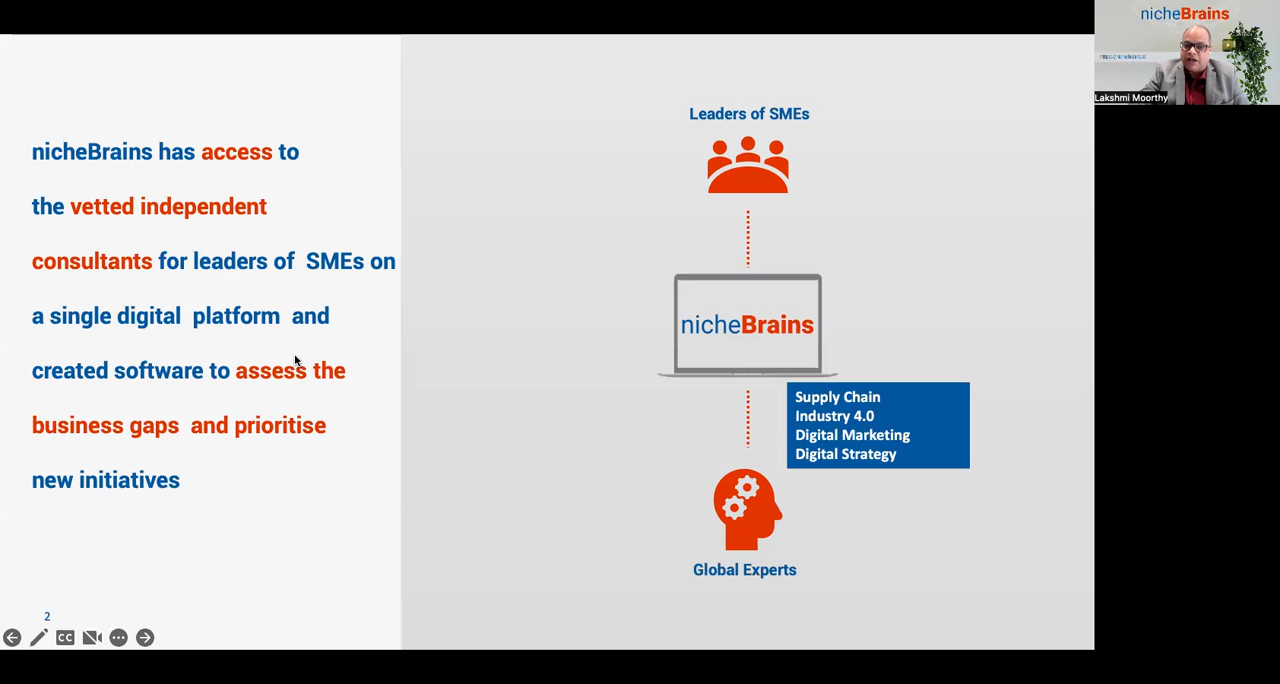 nicheBrains has access to
the vetted independent
consultants for leaders of SMEs on
a single digital platform and
created software to assess the
business gaps and prioritise
new initiatives
2
CC
Leaders of SMEs
nicheBrains
Supply Chain
Industry 4.0
Digital Marketing
Digital Strategy
Global Experts
nicheBrains
Lakshmi Moorthy